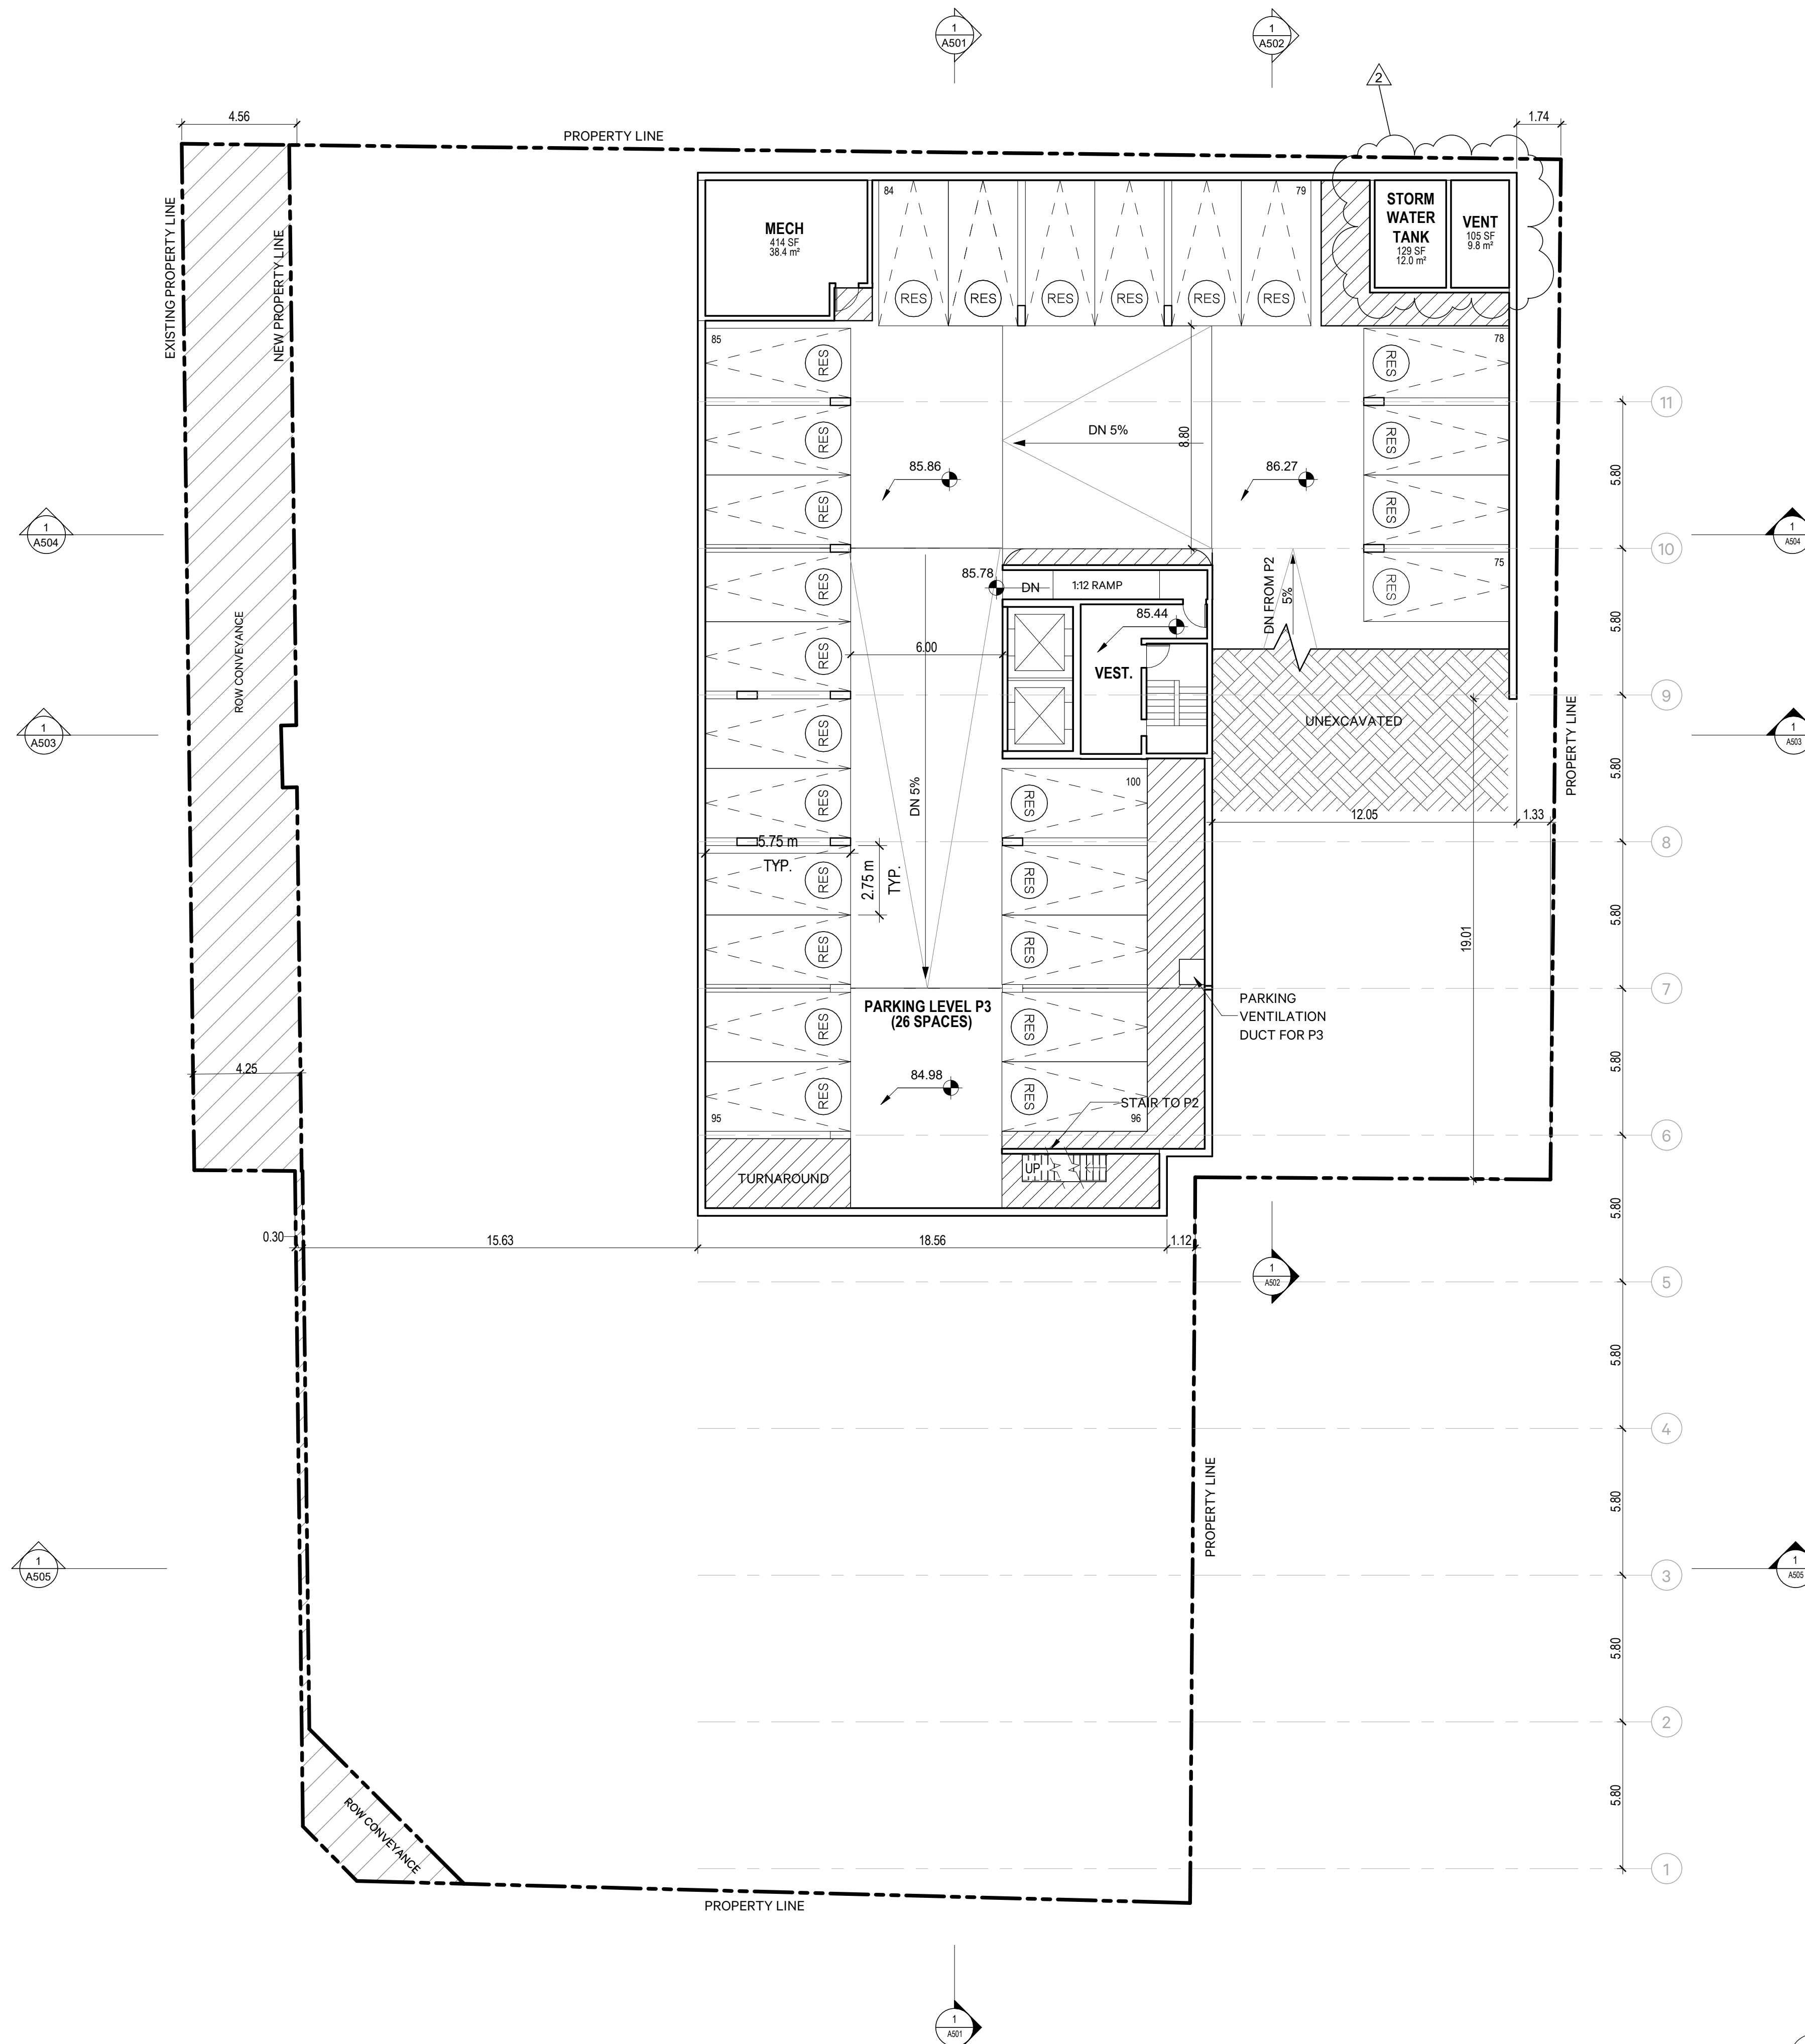 1
A501
1
A502
2
4.56
1.74
PROPERTY LINE
84
79
STORM
WATER
TANK
129 SF
12.0 m²
VENT
105 SF
9.8 m²
MECH
414 SF
38.4 m²
EXISTING PROPERTY LINE
NEW PROPERTY LINE
RES
RES
RES
RES
RES
RES
85
78
RES
RES
11
DN 5%
8.80
RES
RES
85.86
86.27
5.80
RES
RES
1
A504
1
A504
10
75
85.78
DN
1:12 RAMP
DN FROM P2
5%
RES
RES
85.44
5.80
ROW CONVEYANCE
6.00
RES
VEST.
9
1
A503
UNEXCAVATED
PROPERTY LINE
1
A503
RES
5.80
100
DN 5%
RES
RES
12.05
1.33
5.75 m
TYP.
8
2.75 m
TYP.
RES
RES
5.80
19.01
RES
RES
7
PARKING LEVEL P3
(26 SPACES)
PARKING
VENTILATION
DUCT FOR P3
RES
RES
4.25
84.98
5.80
RES
RES
STAIR TO P2
95
96
6
UP
TURNAROUND
5.80
0.30
15.63
18.56
1.12
1
A502
5
5.80
4
PROPERTY LINE
5.80
1
A505
1
A505
3
5.80
2
5.80
ROW CONVEYANCE
1
PROPERTY LINE
1
A501